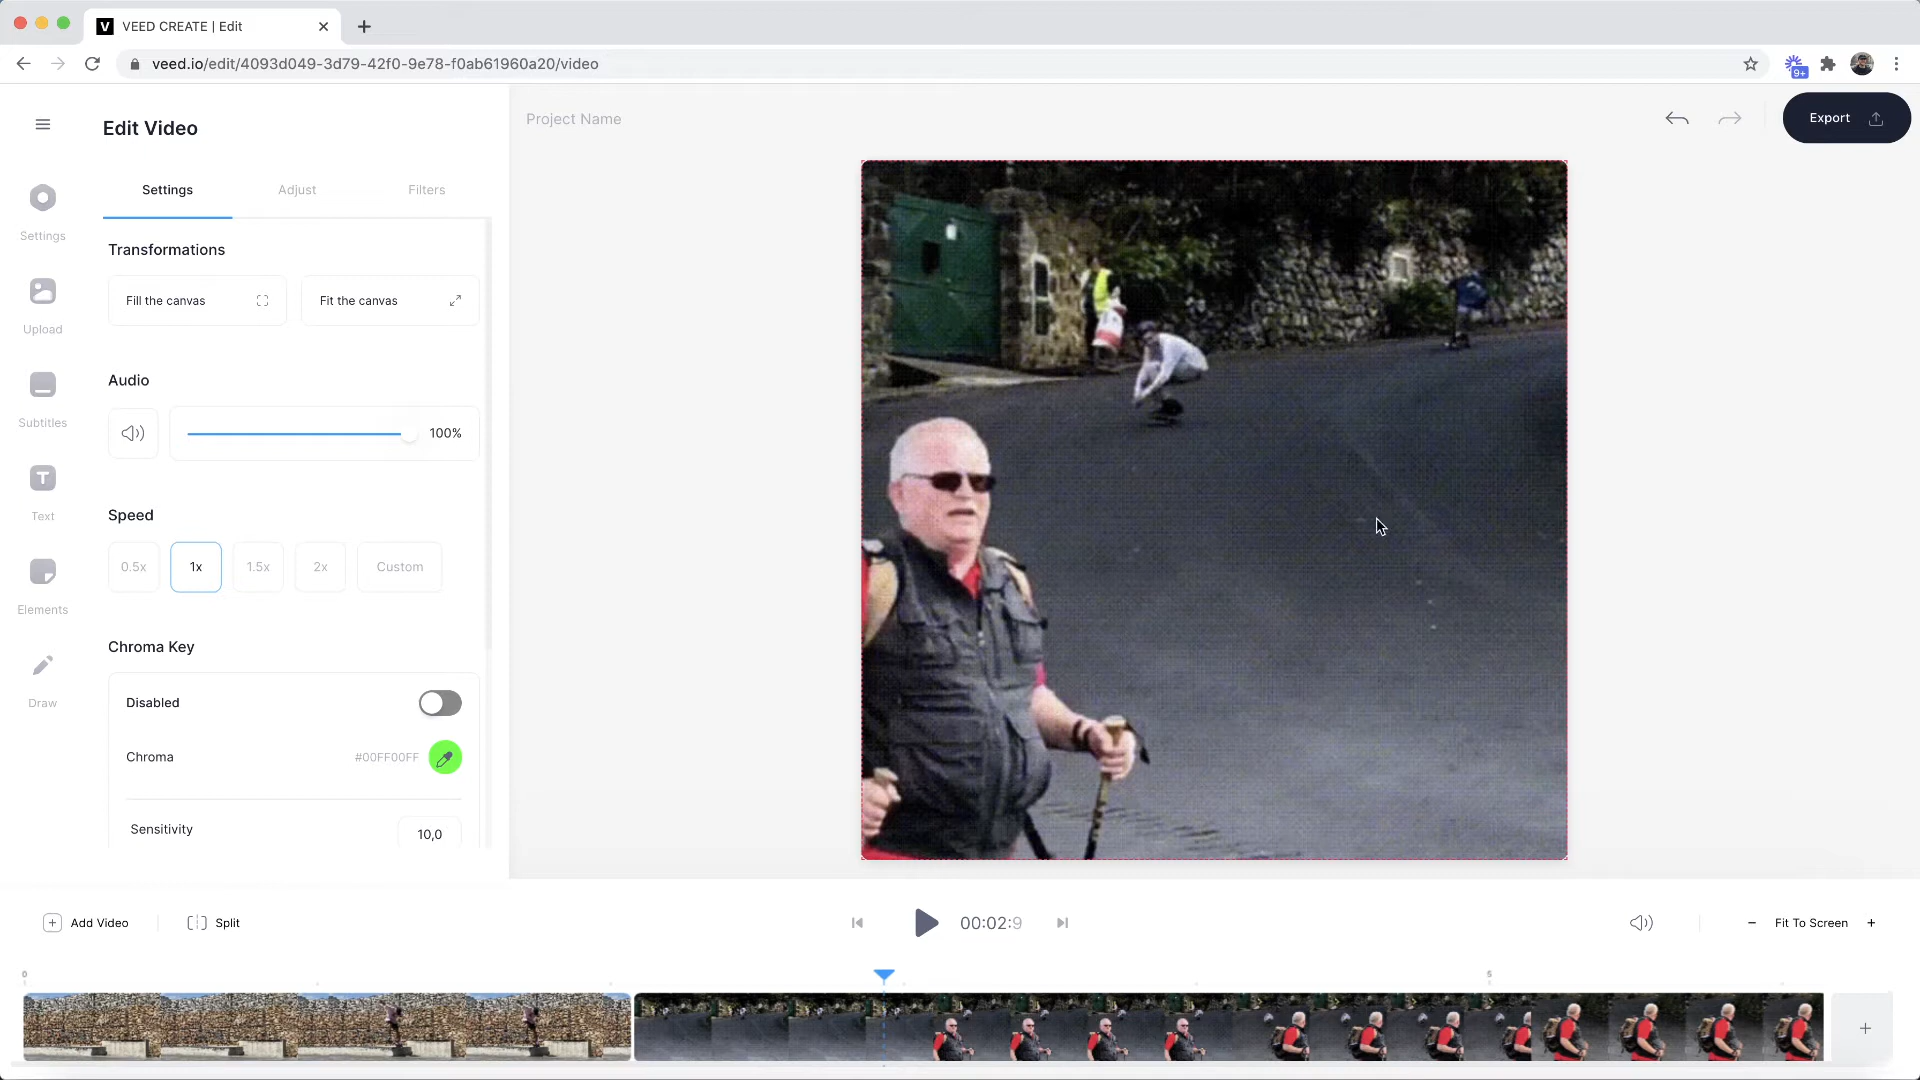 V VEED CREATE | Edit
veed.io/edit/4093d049-3d79-42f0-9e78-f0ab61960a20/video
9+
Edit Video
Project Name
Export
Settings
Adjust
Filters
Settings
Transformations
Fill the canvas
Fit the canvas
Upload
Audio
100%
Subtitles
Speed
T
Text
0.5x
1x
1.5x
2x
Custom
Elements
Chroma Key
Disabled
Draw
Chroma
#00FF00FF
Sensitivity
10,0
Add Video
Split
00:02:9
Fit To Screen
0
5